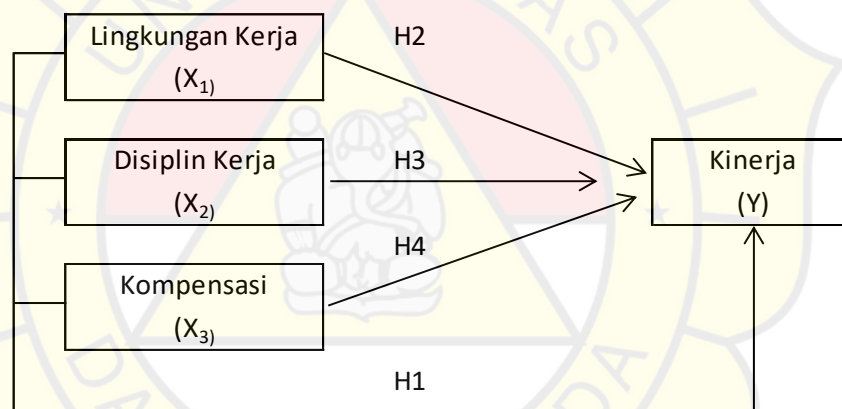 Lingkungan Kerja
(X₁)
H2
Disiplin Kerja
(X₂)
H3
Kinerja
(Y)
Kompensasi
(X₃)
H4
H1